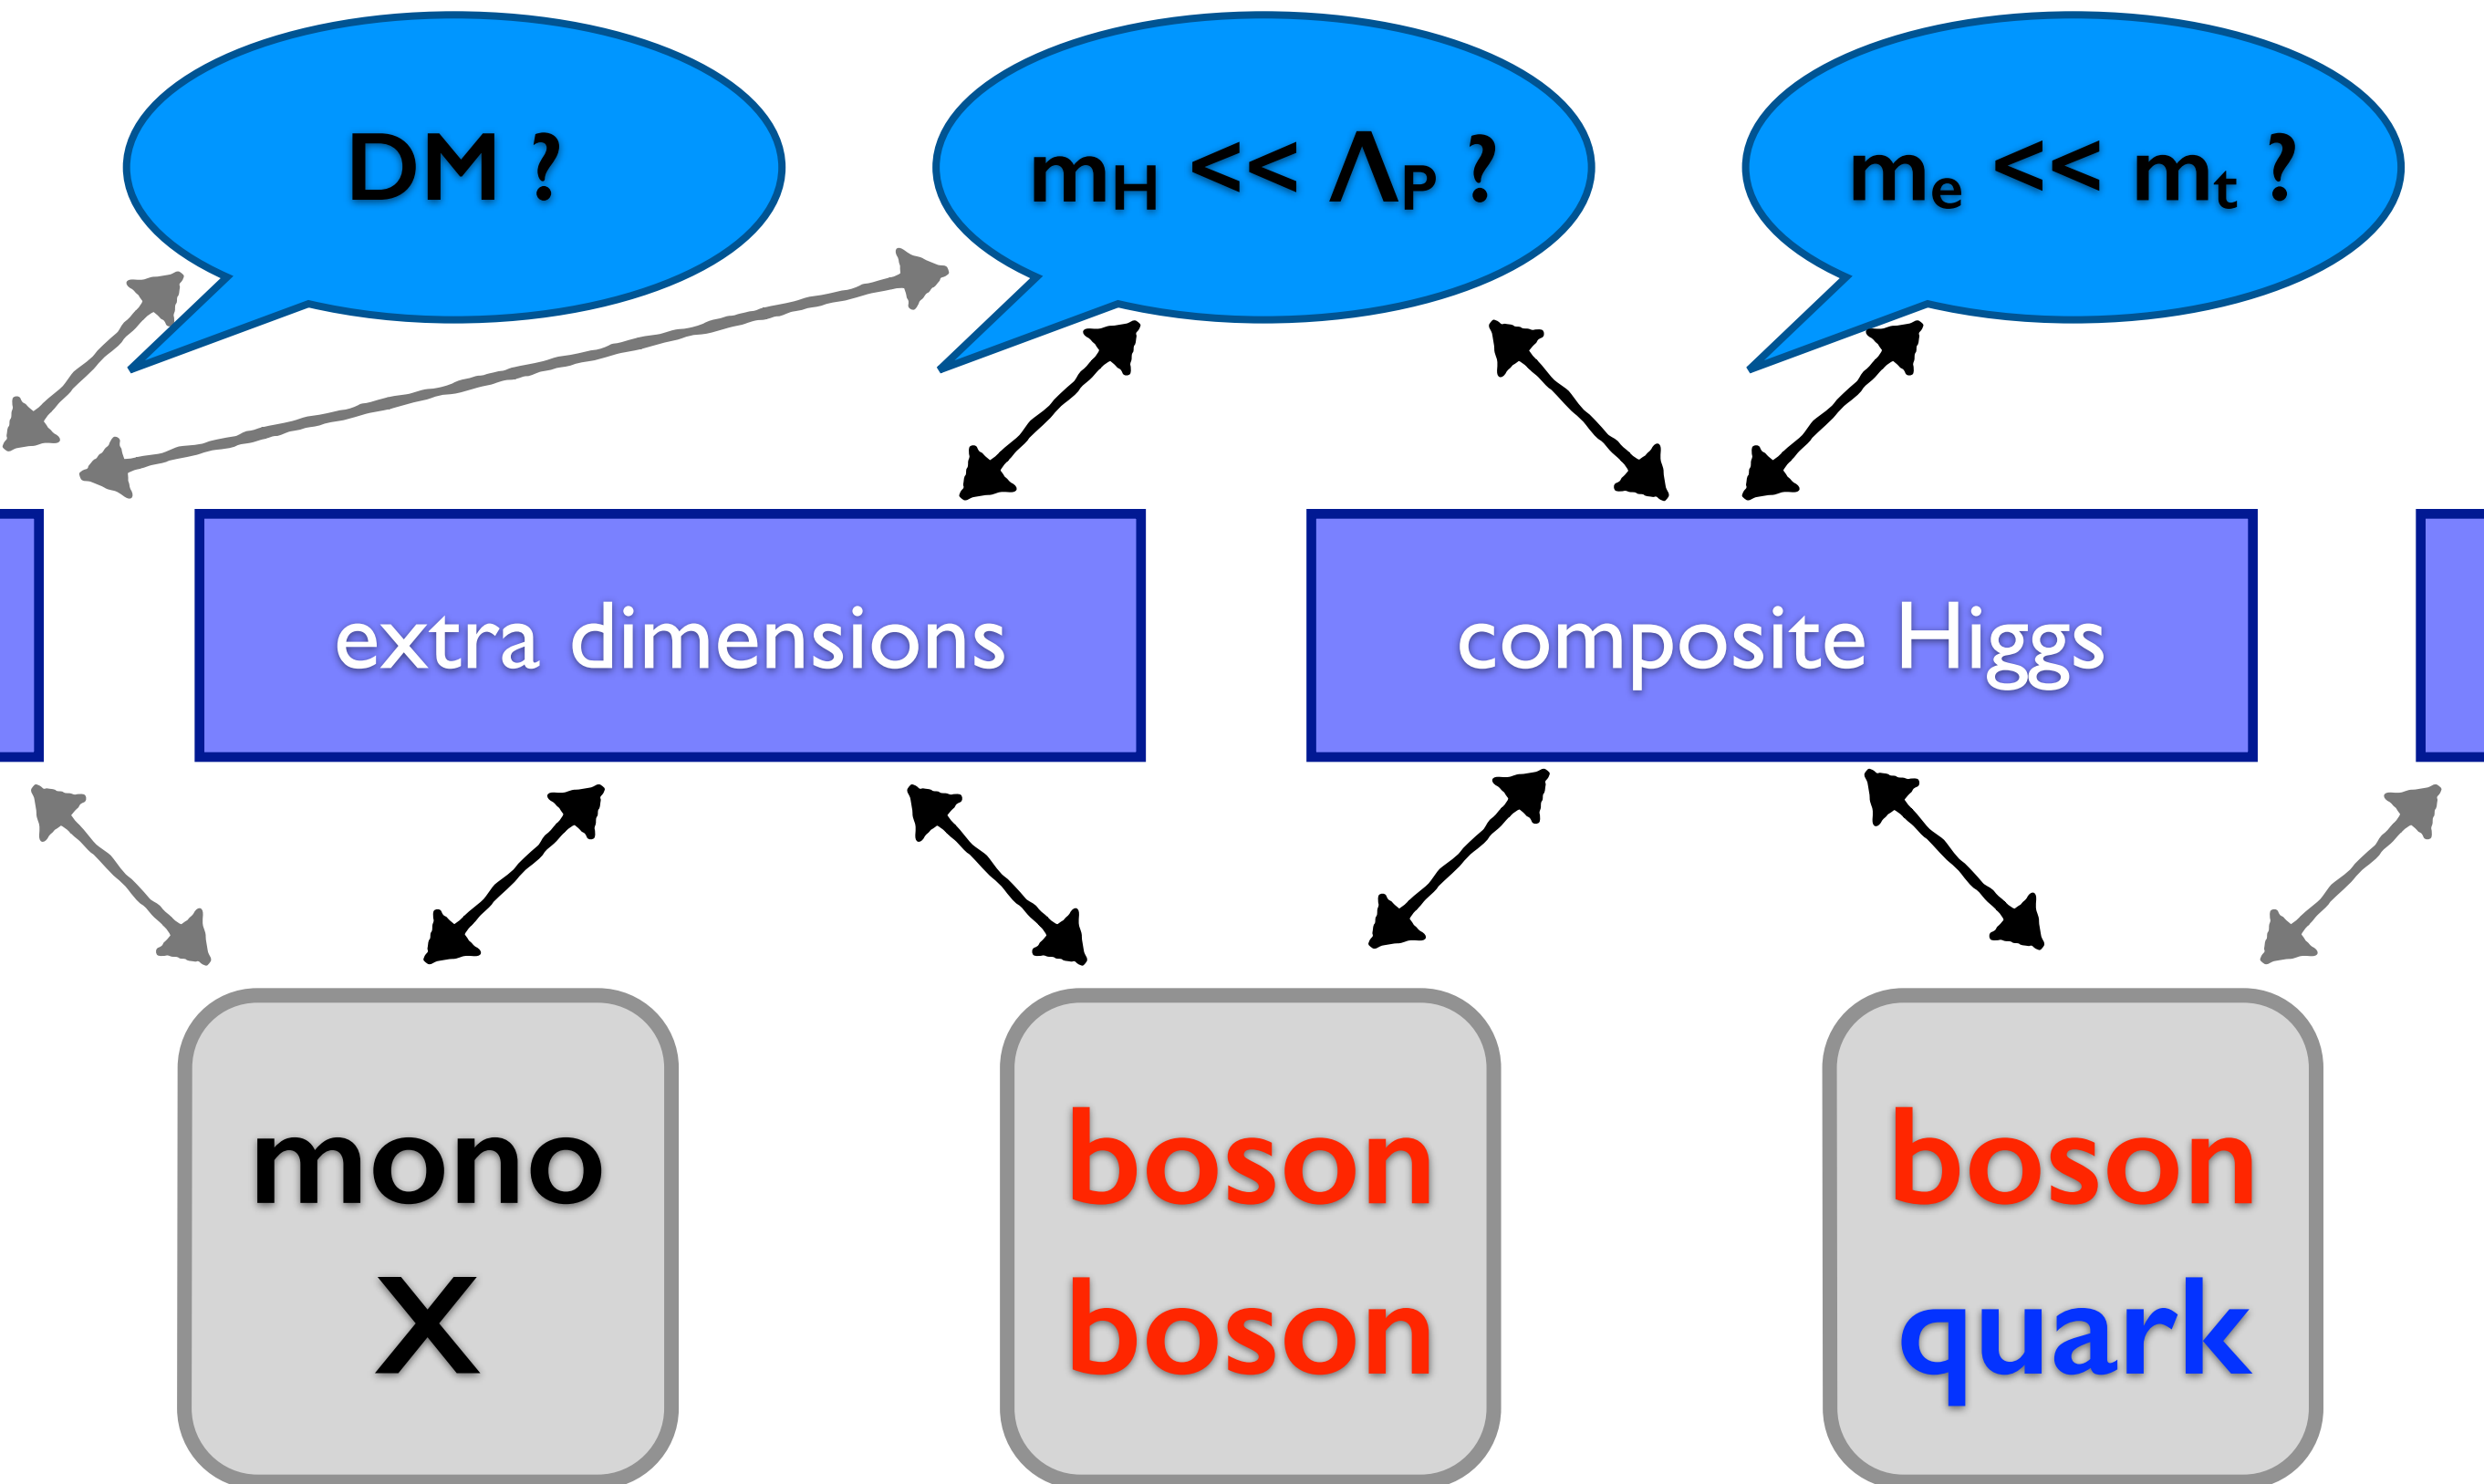 DM ?
mH << ΛP ?
me << mt ?
extra dimensions
composite Higgs
mono
X
boson
boson
boson
quark